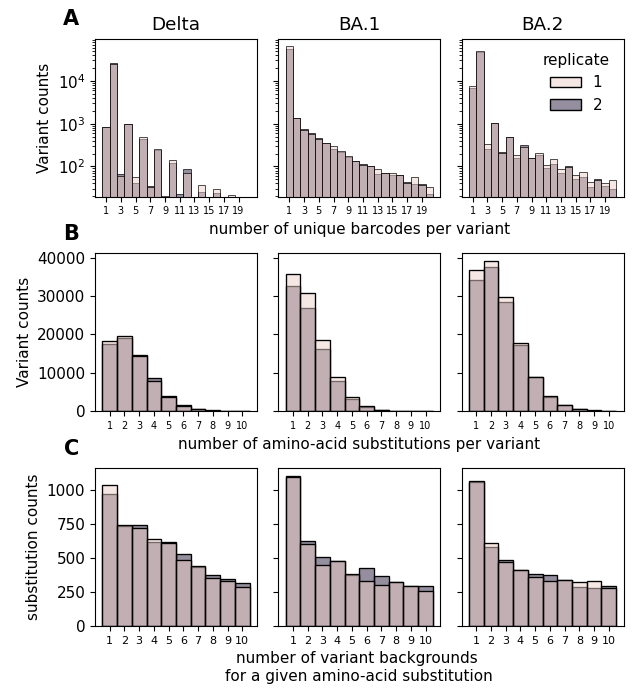 A
Delta
BA.1
BA.2
Variant counts
10⁴
10³
10²
replicate
1
2
1 3 5 7 9 11 13 15 17 19
1 3 5 7 9 11 13 15 17 19
1 3 5 7 9 11 13 15 17 19
number of unique barcodes per variant
B
Variant counts
40000
30000
20000
10000
0
1 2 3 4 5 6 7 8 9 10
1 2 3 4 5 6 7 8 9 10
1 2 3 4 5 6 7 8 9 10
number of amino-acid substitutions per variant
C
substitution counts
1000
750
500
250
0
1 2 3 4 5 6 7 8 9 10
1 2 3 4 5 6 7 8 9 10
1 2 3 4 5 6 7 8 9 10
number of variant backgrounds
for a given amino-acid substitution